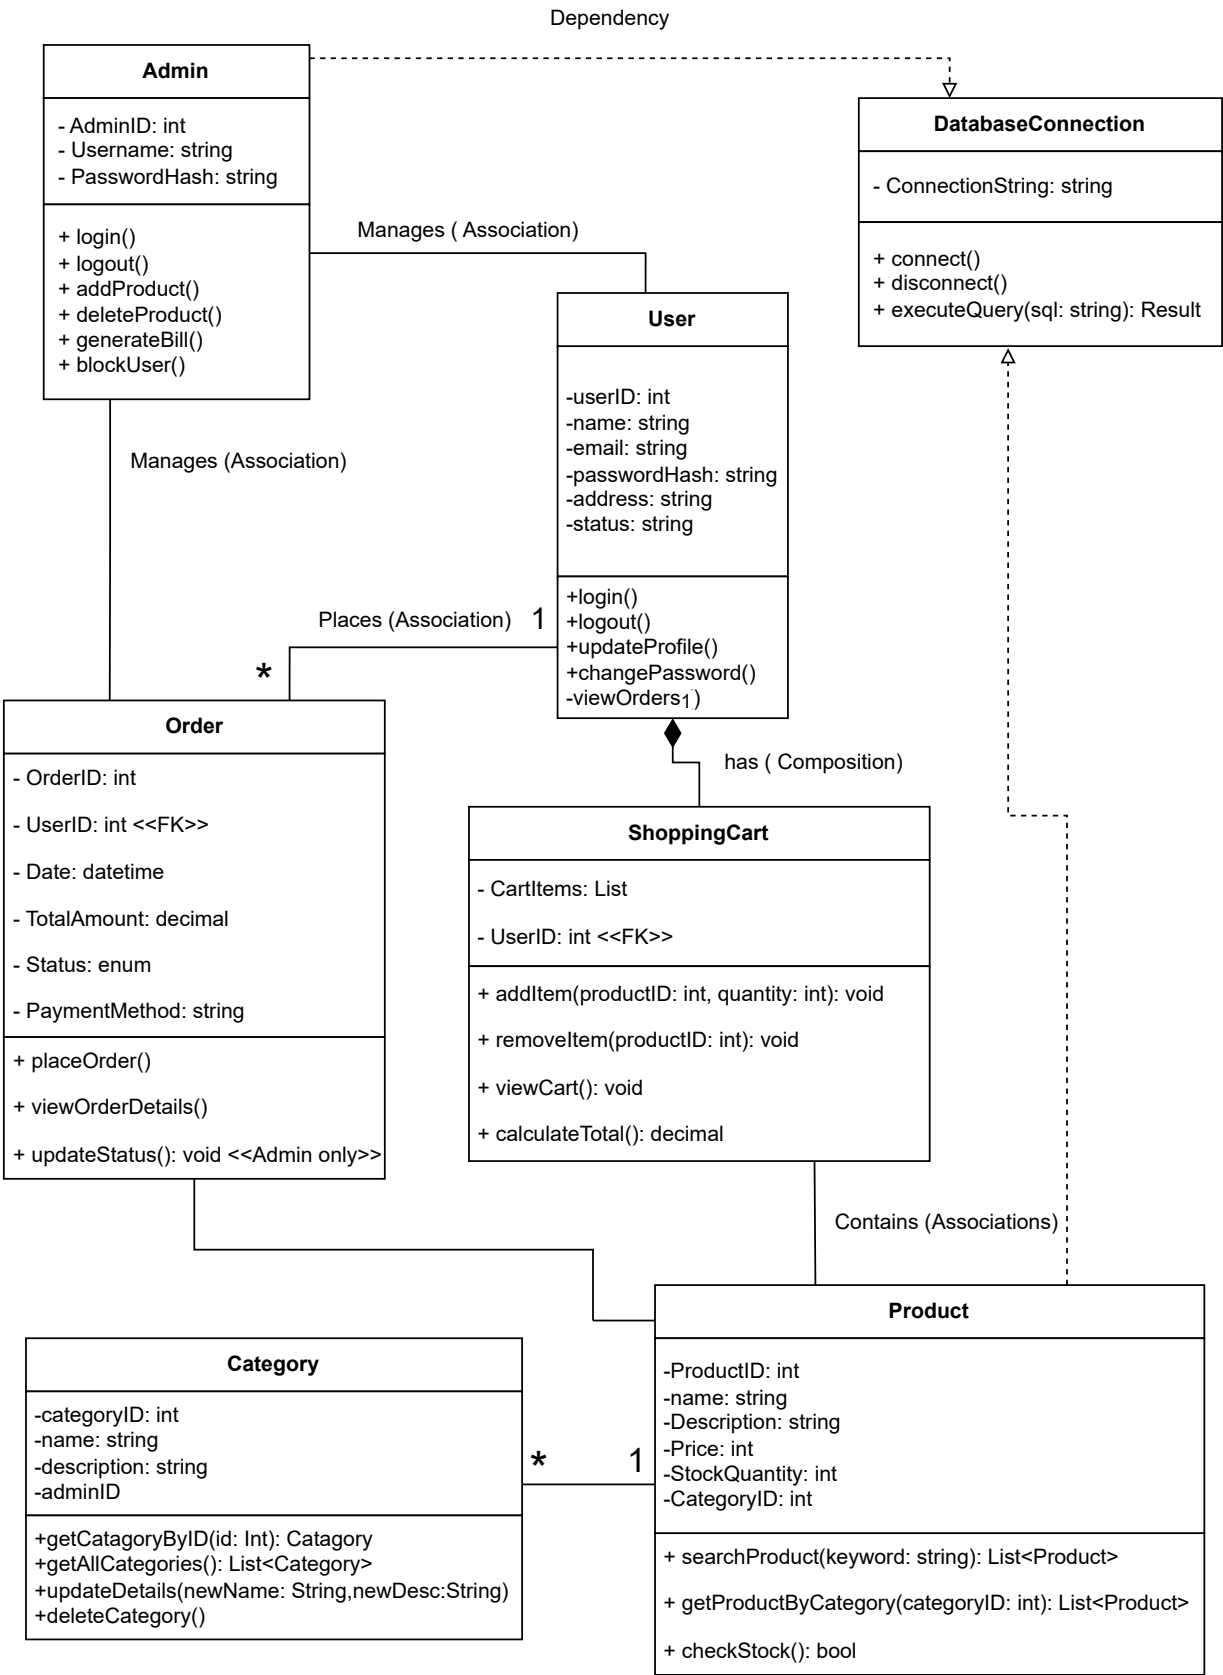 Dependency
Admin
- AdminID: int
- Username: string
- PasswordHash: string
+ login()
+ logout()
+ addProduct()
+ deleteProduct()
+ generateBill()
+ blockUser()
DatabaseConnection
- ConnectionString: string
+ connect()
+ disconnect()
+ executeQuery(sql: string): Result
Manages ( Association)
User
-userID: int
-name: string
-email: string
-passwordHash: string
-address: string
-status: string
+login()
+logout()
+updateProfile()
+changePassword()
-viewOrders1)
Manages (Association)
Places (Association)
1
*
Order
- OrderID: int
- UserID: int <<FK>>
- Date: datetime
- TotalAmount: decimal
- Status: enum
- PaymentMethod: string
+ placeOrder()
+ viewOrderDetails()
+ updateStatus(): void <<Admin only>>
has ( Composition)
ShoppingCart
- CartItems: List
- UserID: int <<FK>>
+ addItem(productID: int, quantity: int): void
+ removeItem(productID: int): void
+ viewCart(): void
+ calculateTotal(): decimal
Contains (Associations)
Category
-categoryID: int
-name: string
-description: string
-adminID
+getCatagoryByID(id: Int): Catagory
+getAllCategories(): List<Category>
+updateDetails(newName: String,newDesc:String)
+deleteCategory()
*
1
Product
-ProductID: int
-name: string
-Description: string
-Price: int
-StockQuantity: int
-CategoryID: int
+ searchProduct(keyword: string): List<Product>
+ getProductByCategory(categoryID: int): List<Product>
+ checkStock(): bool